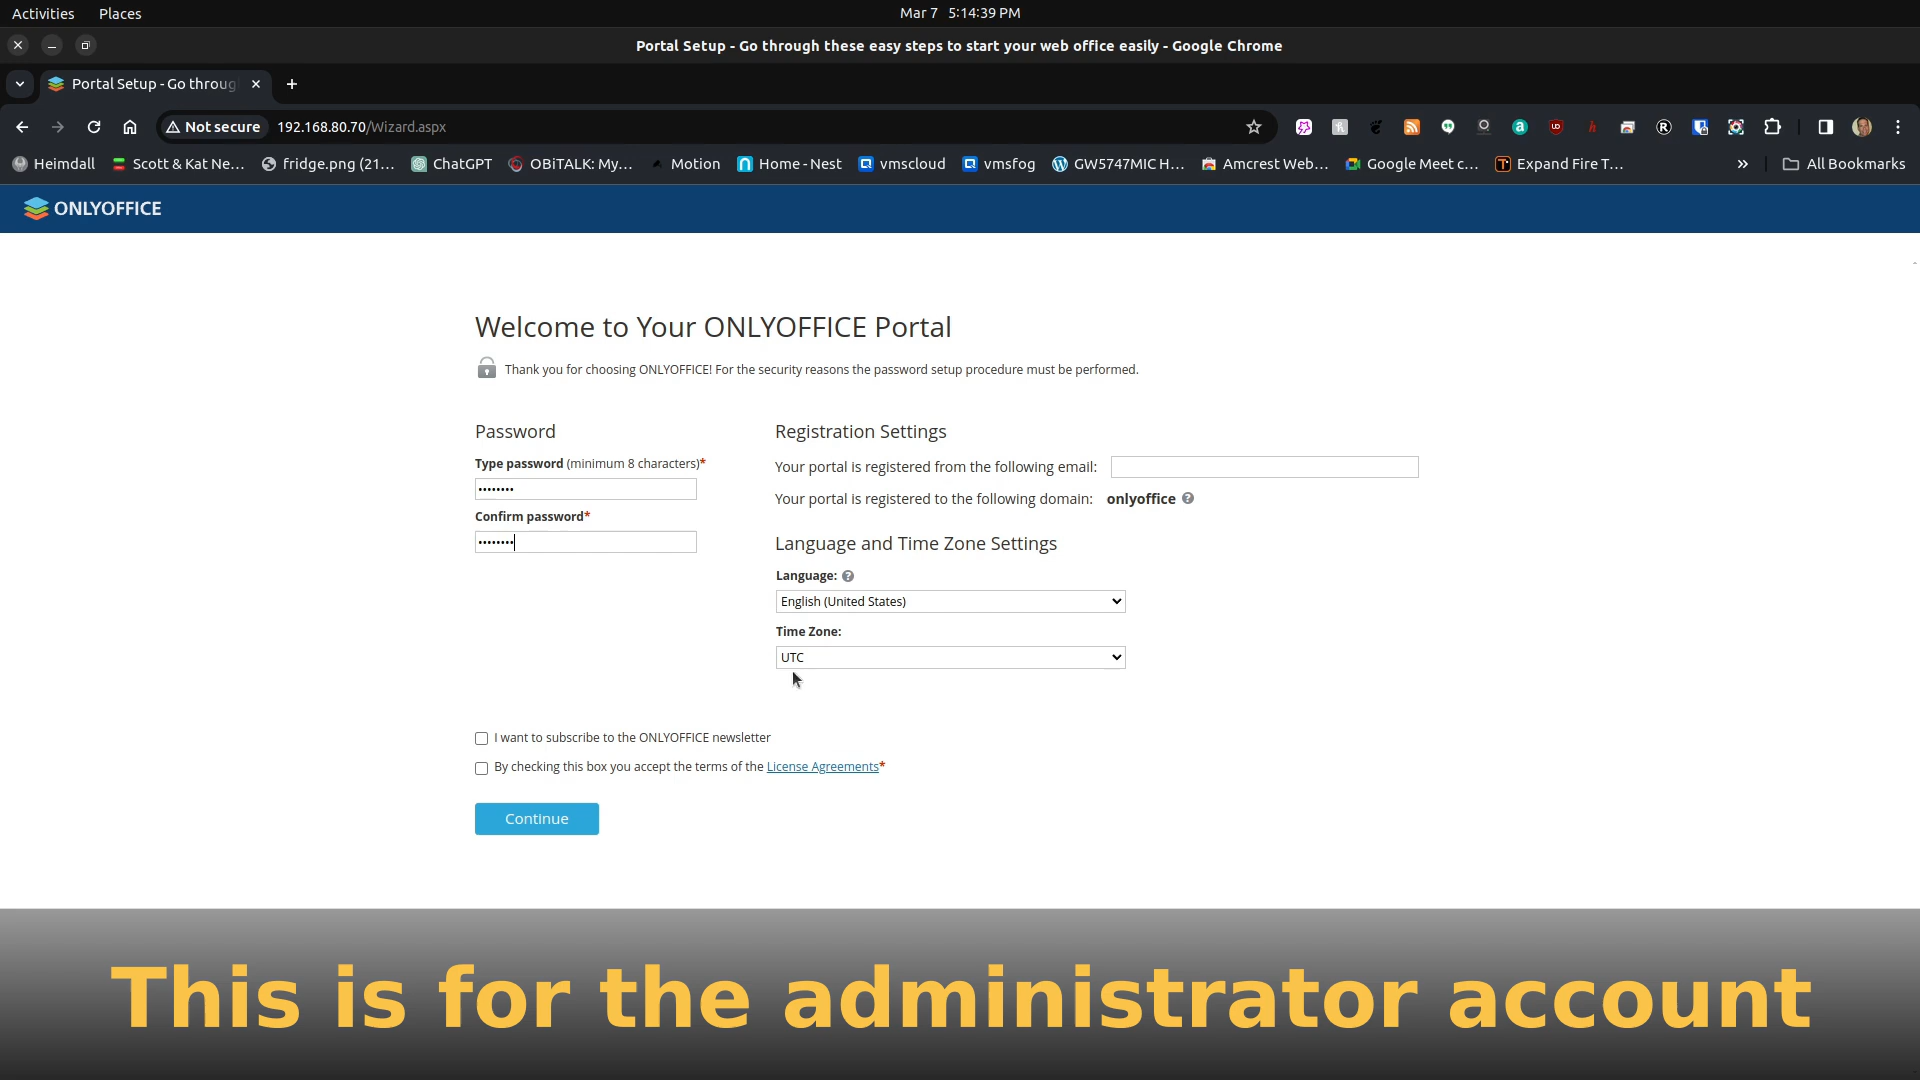 Activities Places Mar 7 5:14:39 PM
Portal Setup - Go through these easy steps to start your web office easily - Google Chrome
Portal Setup - Go throug
Not secure 192.168.80.70/Wizard.aspx
Heimdall Scott & Kat Ne... fridge.png (21... ChatGPT OBiTALK: My... Motion Home - Nest vmscloud vmsfog GW5747MIC H... Amcrest Web... Google Meet c... Expand Fire T... » All Bookmarks
ONLYOFFICE
Welcome to Your ONLYOFFICE Portal
Thank you for choosing ONLYOFFICE! For the security reasons the password setup procedure must be performed.
Password
Type password (minimum 8 characters)*
••••••••
Confirm password*
••••••••
Registration Settings
Your portal is registered from the following email:
Your portal is registered to the following domain: onlyoffice ?
Language and Time Zone Settings
Language: ?
English (United States)
Time Zone:
UTC
I want to subscribe to the ONLYOFFICE newsletter
By checking this box you accept the terms of the License Agreements*
Continue
This is for the administrator account